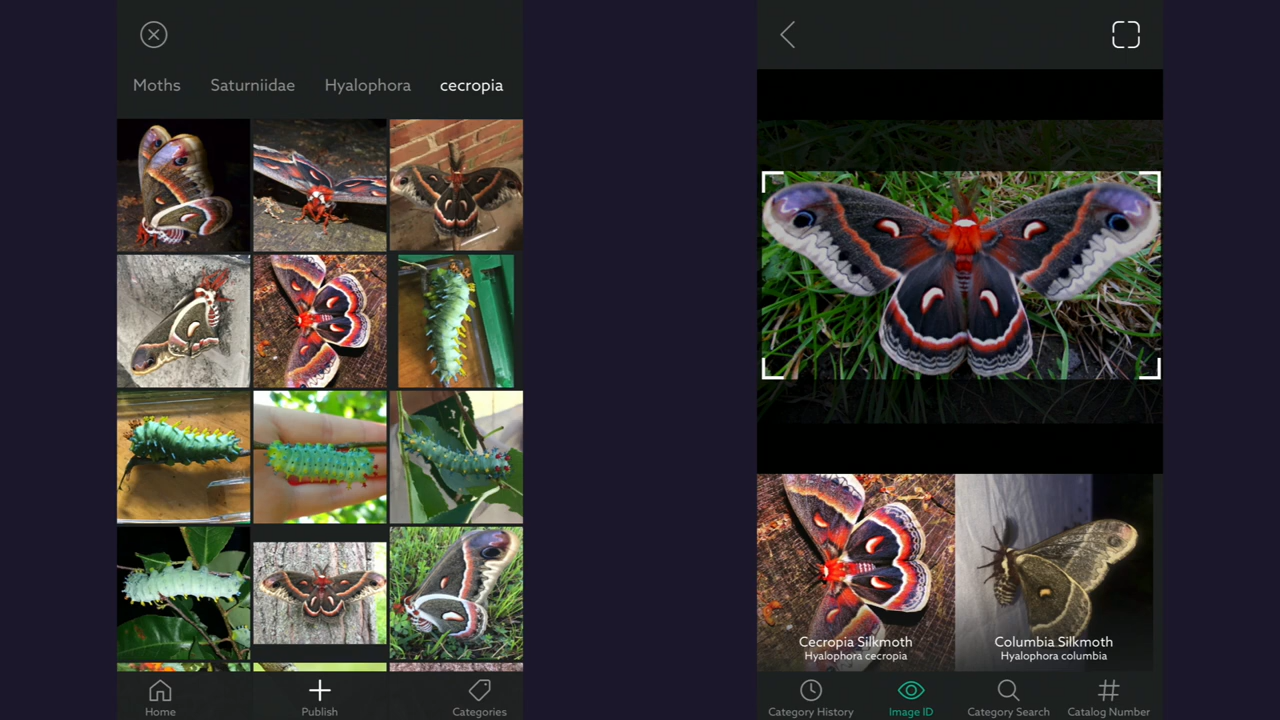 Moths Saturniidae Hyalophora cecropia
Home Publish Categories
Cecropia Silkmoth
Hyalophora cecropia
Columbia Silkmoth
Hyalophora columbia
Category History Image ID Category Search Catalog Number